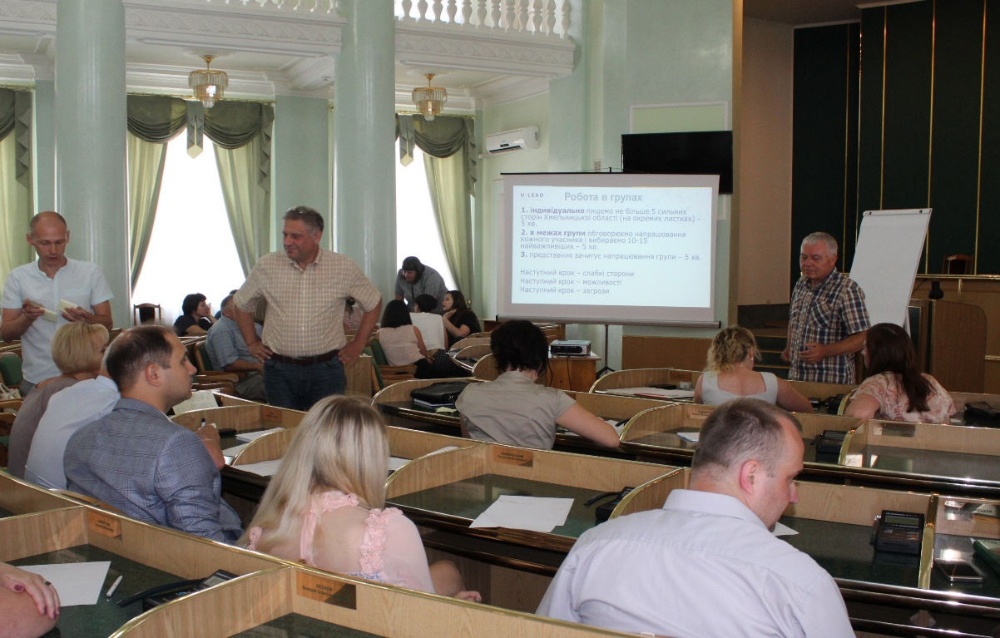 U-LEAD
Робота в групах
1. індивідуально пишемо не більше 5 сильних
сторін Хмельницької області (на окремих листках) –
5 хв.
2. в межах групи обговорюємо напрацювання
кожного учасника і вибираємо 10-15
найважливіших – 5 хв.
3. представник зачитує напрацювання групи – 5 хв.
Наступний крок – слабкі сторони
Наступний крок – можливості
Наступний крок – загрози